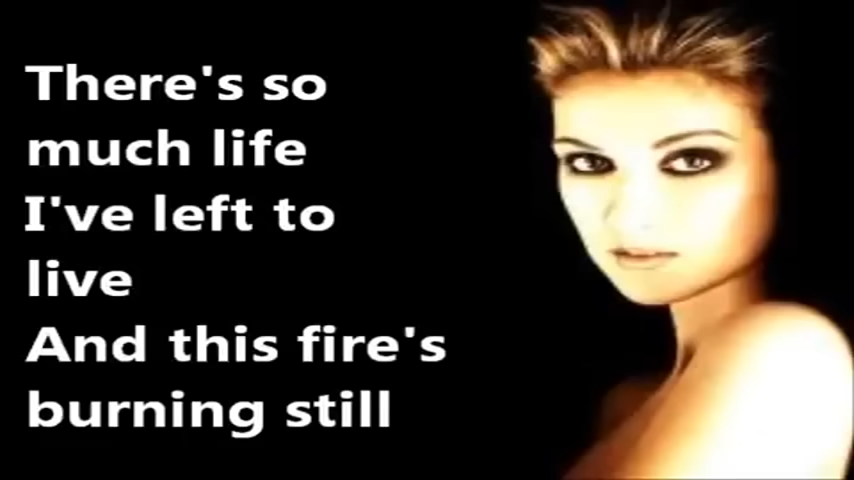 There's so
much life
I've left to
live
And this fire's
burning still